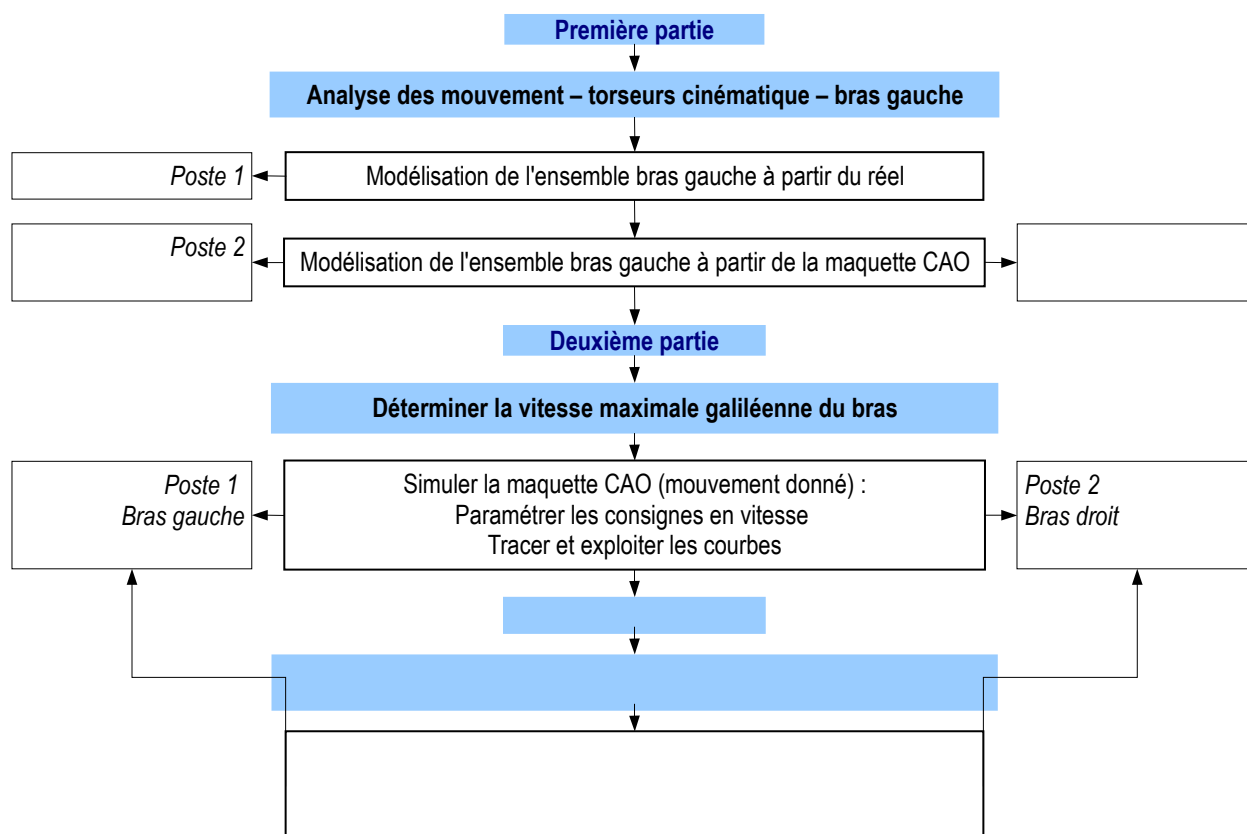 Première partie
Analyse des mouvement – torseurs cinématique – bras gauche
Poste 1
Modélisation de l'ensemble bras gauche à partir du réel
Poste 2
Modélisation de l'ensemble bras gauche à partir de la maquette CAO
Deuxième partie
Déterminer la vitesse maximale galiléenne du bras
Poste 1
Bras gauche
Simuler la maquette CAO (mouvement donné) :
Paramétrer les consignes en vitesse
Tracer et exploiter les courbes
Poste 2
Bras droit